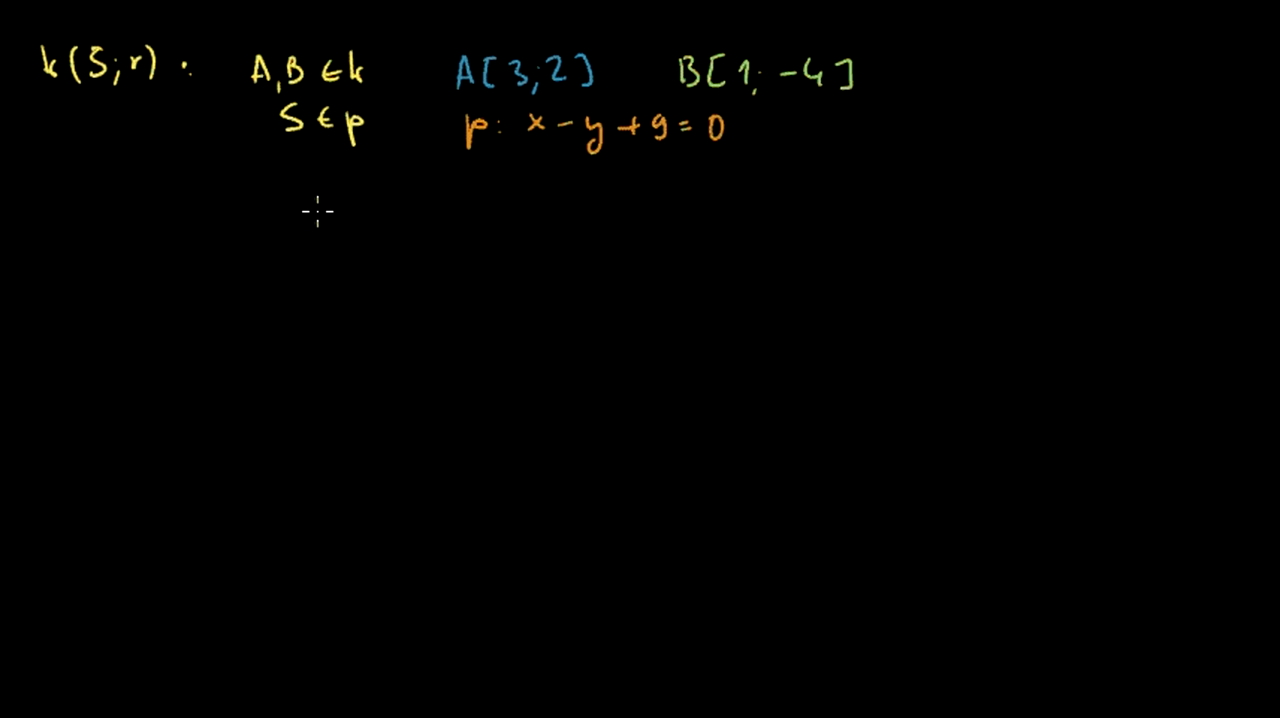 k(S;r): A,B ∈ k A[3;2] B[1;-4]
S ∈ p p: x - y + 9 = 0